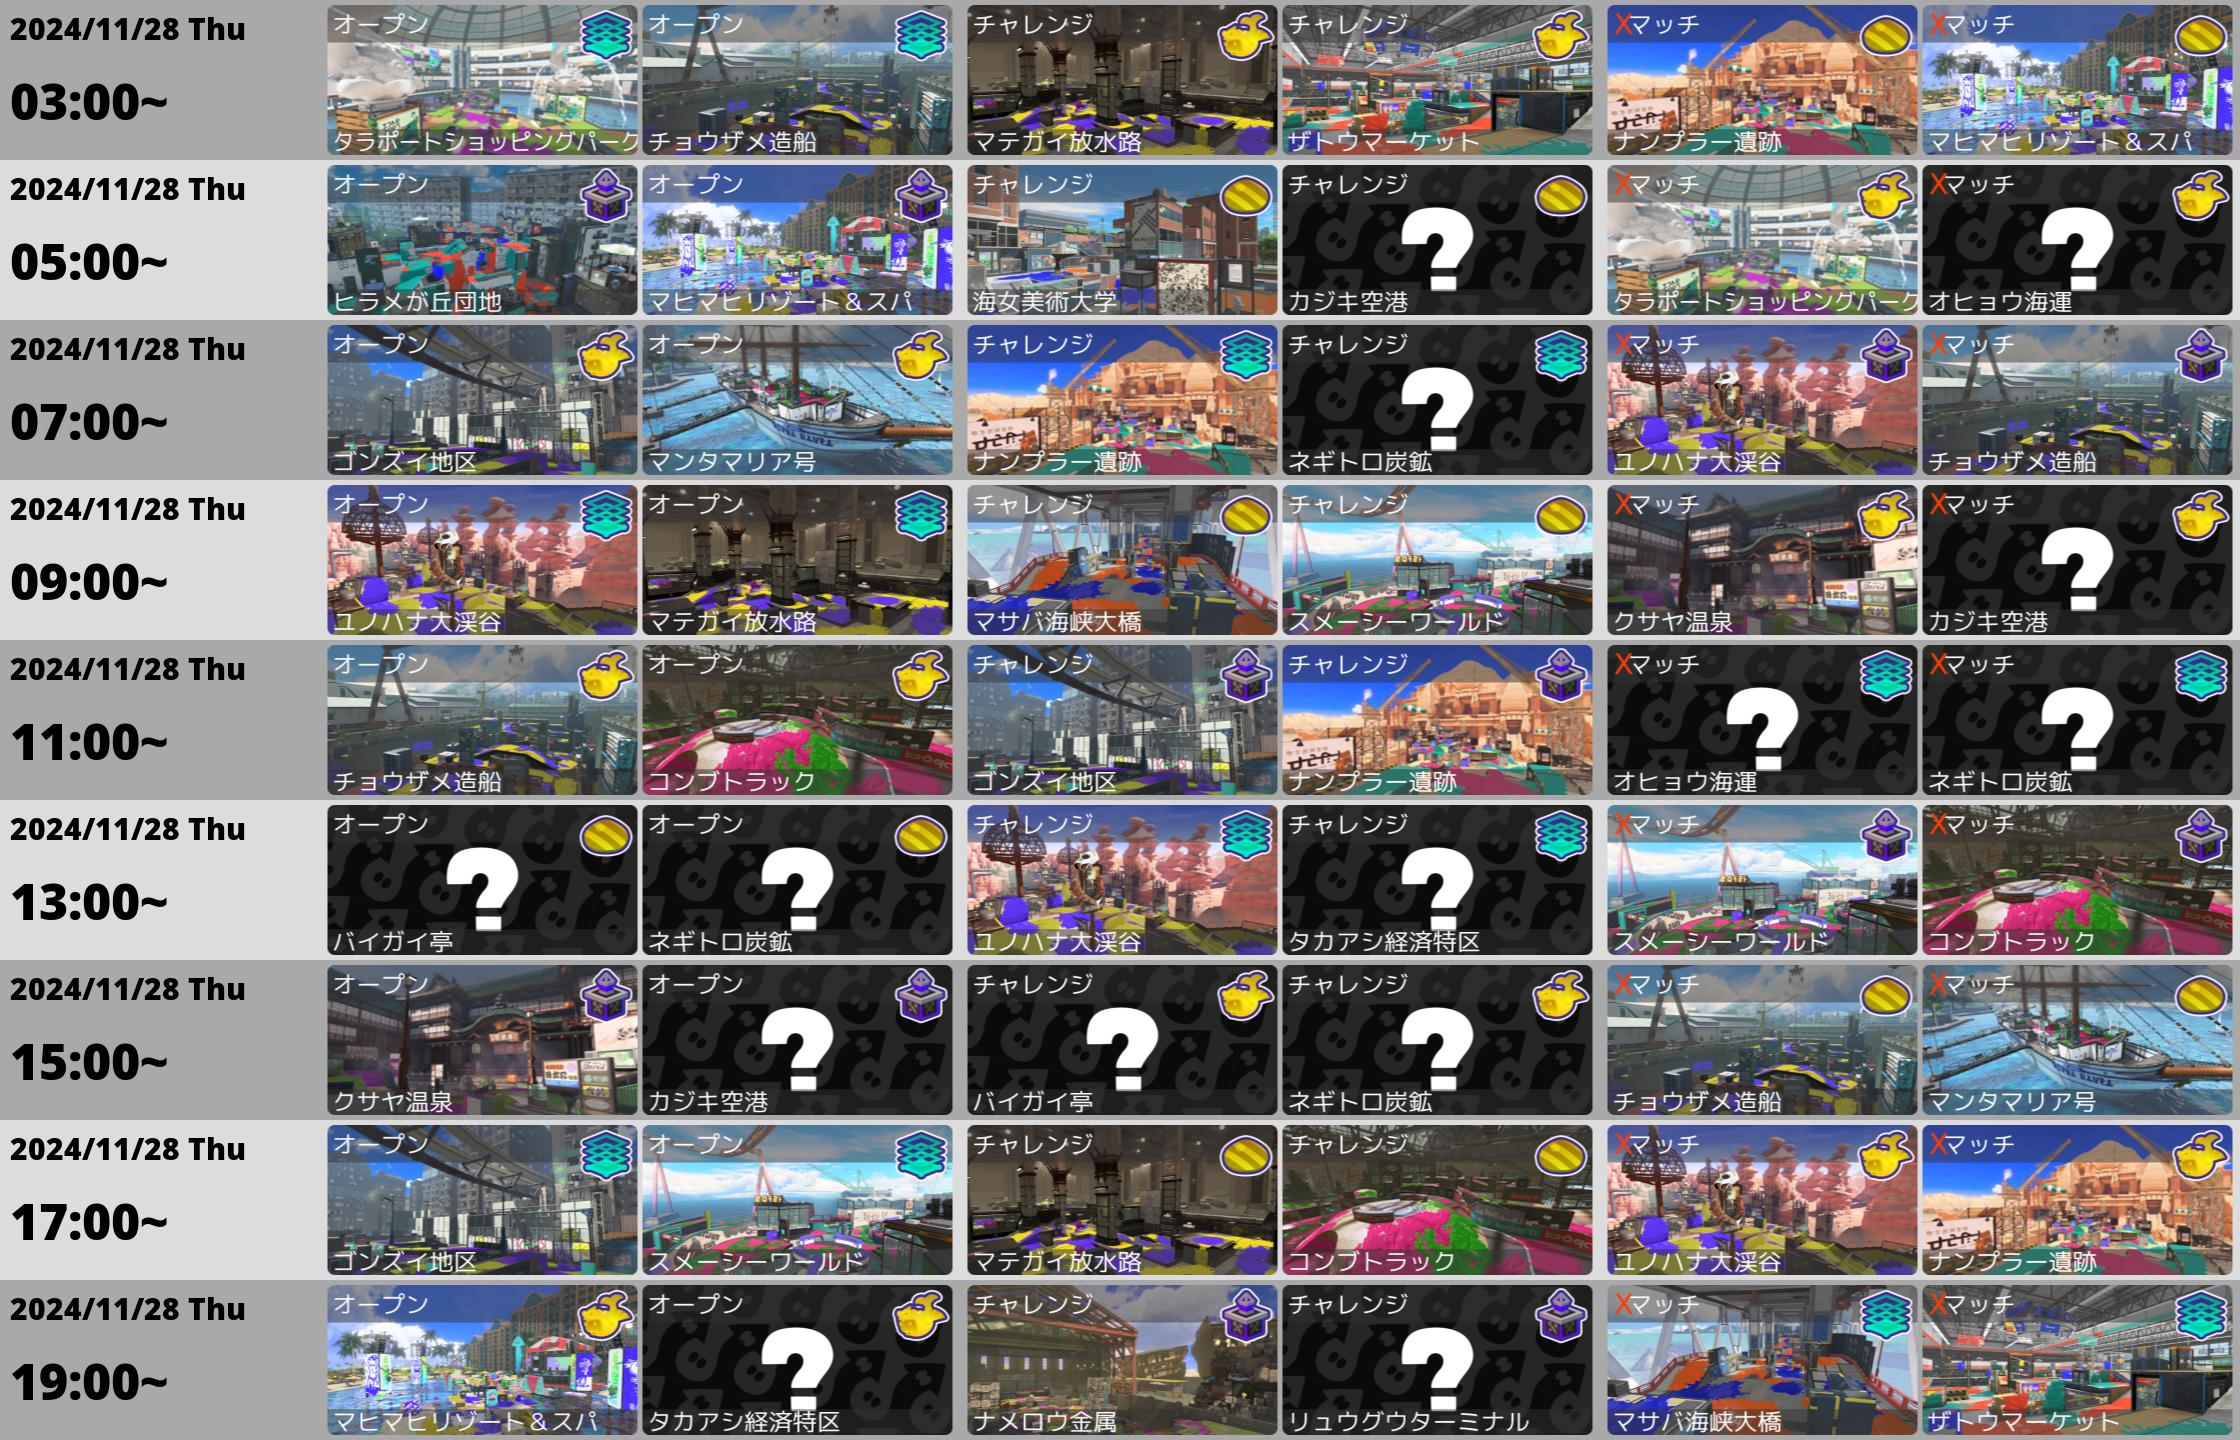 2024/11/28 Thu
03:00~
オープン
タラポートショッピングパーク
オープン
チョウザメ造船
チャレンジ
マテガイ放水路
チャレンジ
ザトウマーケット
Xマッチ
ナンプラー遺跡
Xマッチ
マヒマヒリゾート＆スパ
2024/11/28 Thu
05:00~
オープン
ヒラメが丘団地
オープン
マヒマヒリゾート＆スパ
チャレンジ
海女美術大学
チャレンジ
?
カジキ空港
Xマッチ
タラポートショッピングパーク
Xマッチ
?
オヒョウ海運
2024/11/28 Thu
07:00~
オープン
ゴンズイ地区
オープン
マンタマリア号
チャレンジ
ナンプラー遺跡
チャレンジ
?
ネギトロ炭鉱
Xマッチ
ユノハナ大渓谷
Xマッチ
チョウザメ造船
2024/11/28 Thu
09:00~
オープン
ユノハナ大渓谷
オープン
マテガイ放水路
チャレンジ
マサバ海峡大橋
チャレンジ
スメーシーワールド
Xマッチ
クサヤ温泉
Xマッチ
?
カジキ空港
2024/11/28 Thu
11:00~
オープン
チョウザメ造船
オープン
コンブトラック
チャレンジ
ゴンズイ地区
チャレンジ
ナンプラー遺跡
Xマッチ
?
オヒョウ海運
Xマッチ
?
ネギトロ炭鉱
2024/11/28 Thu
13:00~
オープン
?
バイガイ亭
オープン
?
ネギトロ炭鉱
チャレンジ
ユノハナ大渓谷
チャレンジ
?
タカアシ経済特区
Xマッチ
スメーシーワールド
Xマッチ
コンブトラック
2024/11/28 Thu
15:00~
オープン
クサヤ温泉
オープン
?
カジキ空港
チャレンジ
?
バイガイ亭
チャレンジ
?
ネギトロ炭鉱
Xマッチ
チョウザメ造船
Xマッチ
マンタマリア号
2024/11/28 Thu
17:00~
オープン
ゴンズイ地区
オープン
スメーシーワールド
チャレンジ
マテガイ放水路
チャレンジ
コンブトラック
Xマッチ
ユノハナ大渓谷
Xマッチ
ナンプラー遺跡
2024/11/28 Thu
19:00~
オープン
マヒマヒリゾート＆スパ
オープン
?
タカアシ経済特区
チャレンジ
ナメロウ金属
チャレンジ
?
リュウグウターミナル
Xマッチ
マサバ海峡大橋
Xマッチ
ザトウマーケット